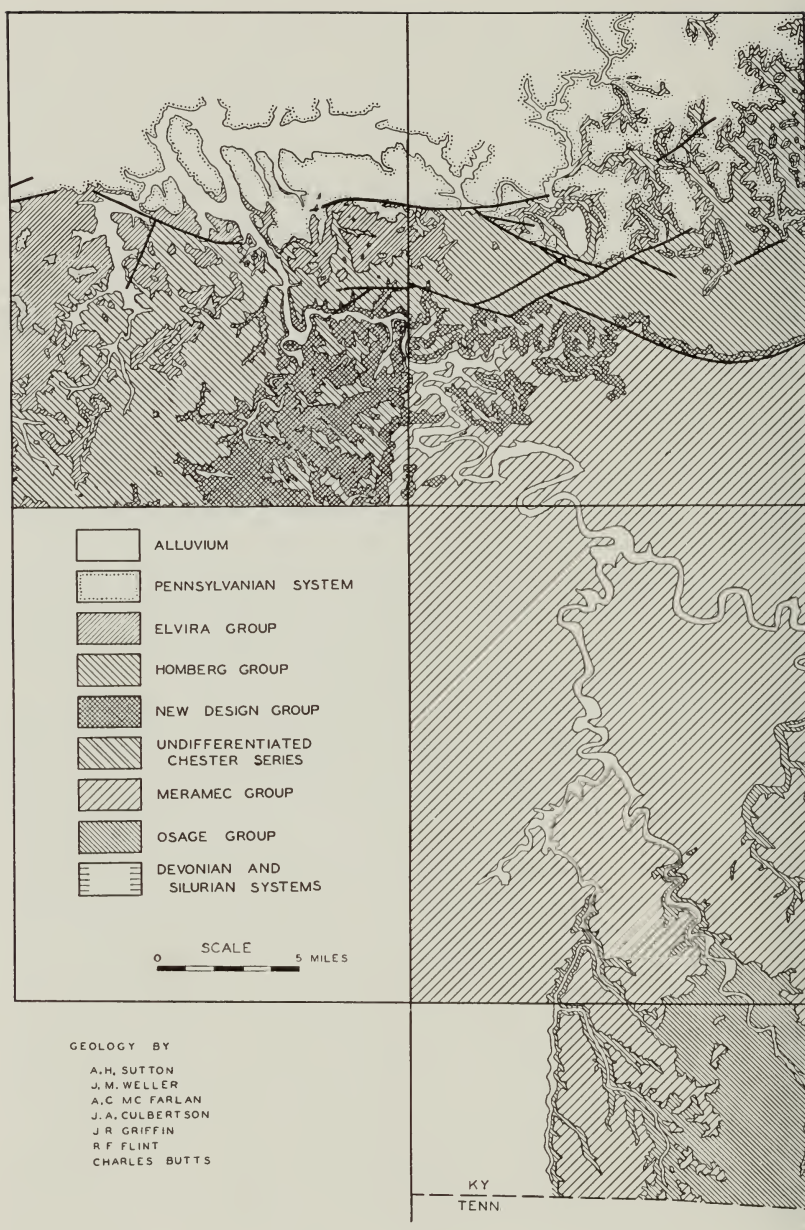 ALLUVIUM
PENNSYLVANIAN SYSTEM
ELVIRA GROUP
HOMBERG GROUP
NEW DESIGN GROUP
UNDIFFERENTIATED
CHESTER SERIES
MERAMEC GROUP
OSAGE GROUP
DEVONIAN AND
SILURIAN SYSTEMS
SCALE
0 5 MILES
GEOLOGY BY
A.H. SUTTON
J. M. WELLER
A.C MC FARLAN
J. A. CULBERTSON
J R GRIFFIN
R F FLINT
CHARLES BUTTS
KY
TENN